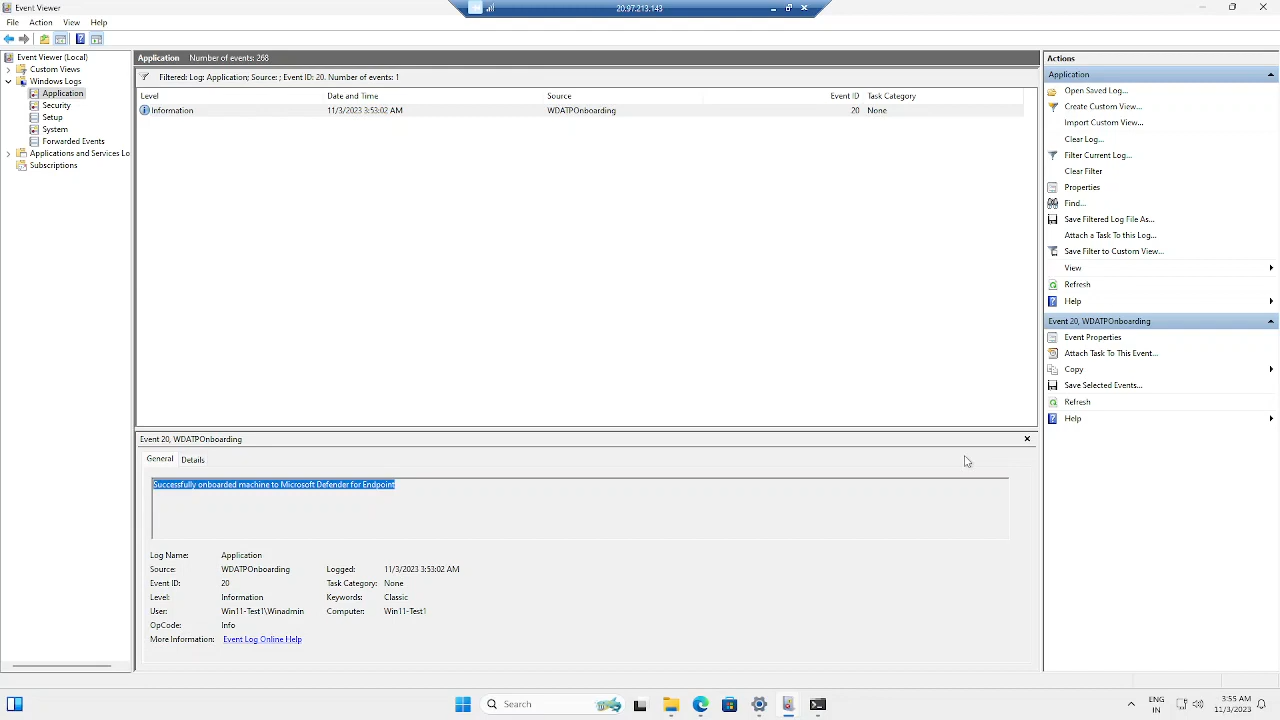 Event Viewer
20.97.213.143
File Action View Help
Event Viewer (Local)
Custom Views
Windows Logs
Application
Security
Setup
System
Forwarded Events
Applications and Services Lo
Subscriptions
Application Number of events: 268
Filtered: Log: Application; Source: ; Event ID: 20. Number of events: 1
Level Date and Time Source Event ID Task Category
Information 11/3/2023 3:53:02 AM WDATPOnboarding 20 None
Event 20, WDATPOnboarding
General Details
Successfully onboarded machine to Microsoft Defender for Endpoint
Log Name: Application
Source: WDATPOnboarding Logged: 11/3/2023 3:53:02 AM
Event ID: 20 Task Category: None
Level: Information Keywords: Classic
User: Win11-Test1\Winadmin Computer: Win11-Test1
OpCode: Info
More Information: Event Log Online Help
Actions
Application
Open Saved Log...
Create Custom View...
Import Custom View...
Clear Log...
Filter Current Log...
Clear Filter
Properties
Find...
Save Filtered Log File As...
Attach a Task To this Log...
Save Filter to Custom View...
View
Refresh
Help
Event 20, WDATPOnboarding
Event Properties
Attach Task To This Event...
Copy
Save Selected Events...
Refresh
Help
Search
ENG
IN
3:55 AM
11/3/2023